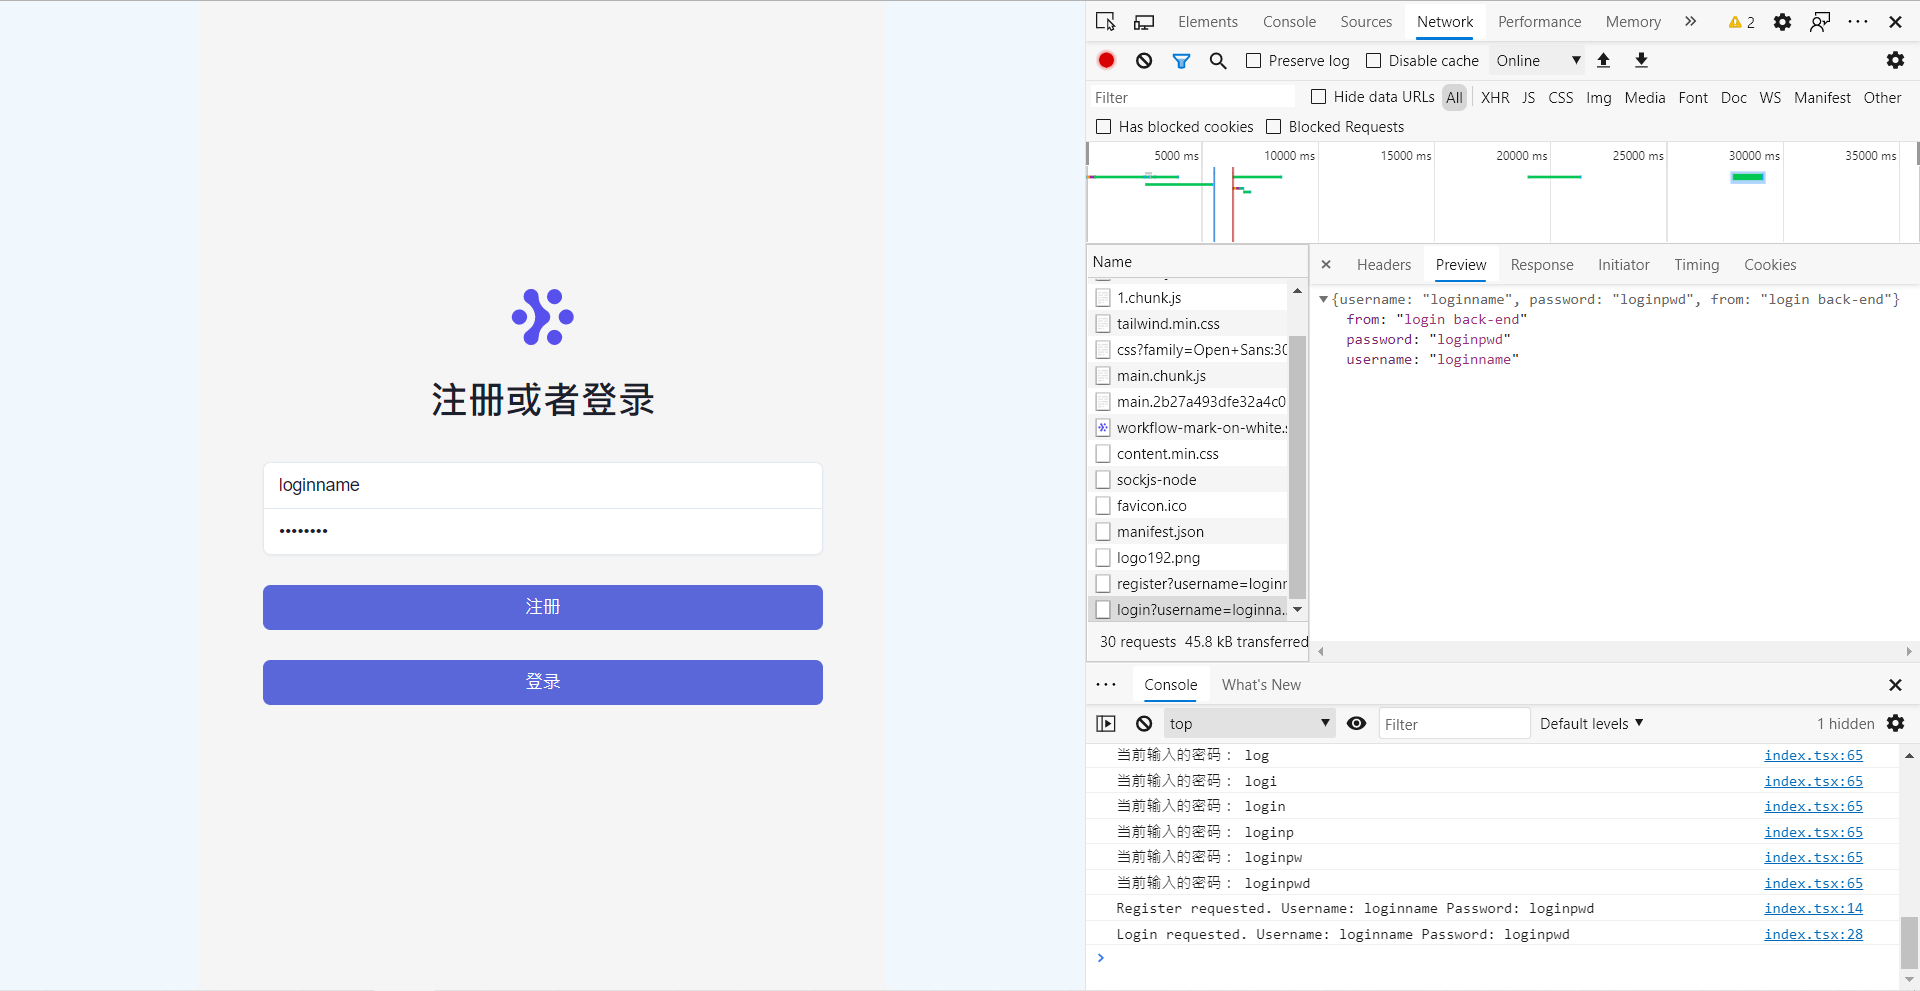 注册或者登录
loginname
••••••••
注册
登录
Elements Console Sources Network Performance Memory » 2
Preserve log Disable cache Online
Filter Hide data URLs All XHR JS CSS Img Media Font Doc WS Manifest Other
Has blocked cookies Blocked Requests
5000 ms 10000 ms 15000 ms 20000 ms 25000 ms 30000 ms 35000 ms
Name
1.chunk.js
tailwind.min.css
css?family=Open+Sans:30
main.chunk.js
main.2b27a493dfe32a4c0
workflow-mark-on-white.s
content.min.css
sockjs-node
favicon.ico
manifest.json
logo192.png
register?username=loginn
login?username=loginna...
30 requests 45.8 kB transferred
Headers Preview Response Initiator Timing Cookies
{username: "loginname", password: "loginpwd", from: "login back-end"}
from: "login back-end"
password: "loginpwd"
username: "loginname"
Console What's New
top Filter Default levels 1 hidden
当前输入的密码： log index.tsx:65
当前输入的密码： logi index.tsx:65
当前输入的密码： login index.tsx:65
当前输入的密码： loginp index.tsx:65
当前输入的密码： loginpw index.tsx:65
当前输入的密码： loginpwd index.tsx:65
Register requested. Username: loginname Password: loginpwd index.tsx:14
Login requested. Username: loginname Password: loginpwd index.tsx:28